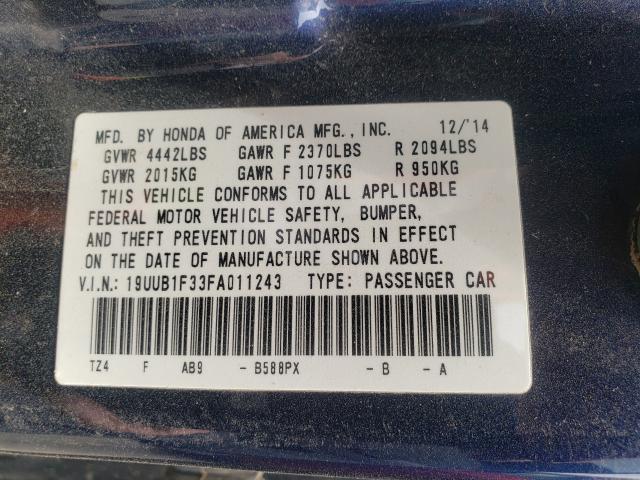 MFD. BY HONDA OF AMERICA MFG., INC. 12/'14
GVWR 4442LBS GAWR F 2370LBS R 2094LBS
GVWR 2015KG GAWR F 1075KG R 950KG
THIS VEHICLE CONFORMS TO ALL APPLICABLE
FEDERAL MOTOR VEHICLE SAFETY, BUMPER,
AND THEFT PREVENTION STANDARDS IN EFFECT
ON THE DATE OF MANUFACTURE SHOWN ABOVE.
V.I.N.: 19UUB1F33FA011243 TYPE: PASSENGER CAR
TZ4 F AB9 - B588PX - B - A